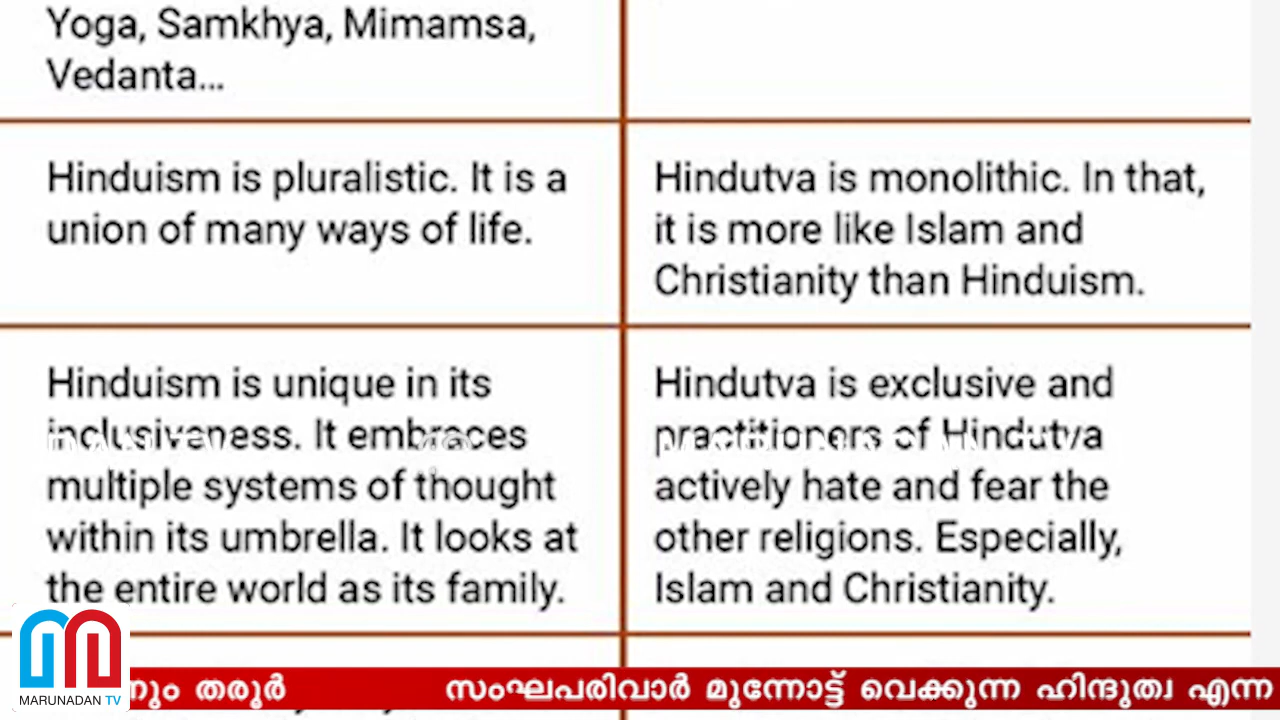 Yoga, Samkhya, Mimamsa,
Vedanta...
Hinduism is pluralistic. It is a
union of many ways of life.
Hindutva is monolithic. In that,
it is more like Islam and
Christianity than Hinduism.
Hinduism is unique in its
inclusiveness. It embraces
multiple systems of thought
within its umbrella. It looks at
the entire world as its family.
Hindutva is exclusive and
practitioners of Hindutva
actively hate and fear the
other religions. Especially,
Islam and Christianity.
MARUNADAN TV
തരൂർ സംഘപരിവാർ മുന്നോട്ട് വെക്കുന്ന ഹിന്ദുത്വ എന്ന